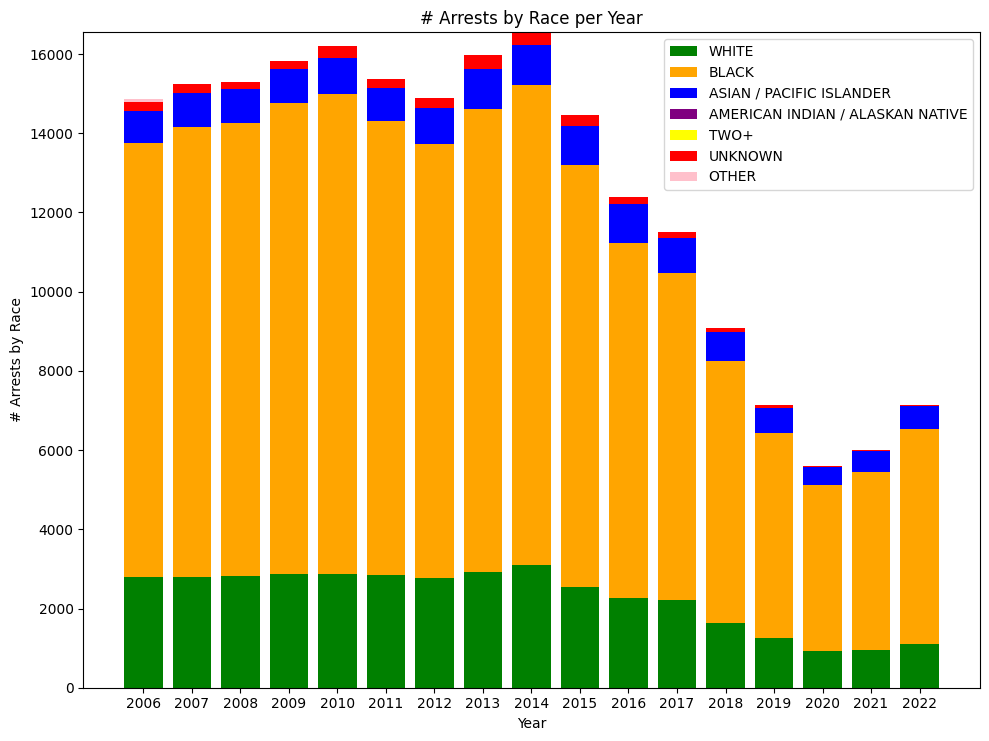 # Arrests by Race per Year
16000
14000
12000
10000
8000
6000
4000
2000
0
# Arrests by Race
WHITE
BLACK
ASIAN / PACIFIC ISLANDER
AMERICAN INDIAN / ALASKAN NATIVE
TWO+
UNKNOWN
OTHER
2006 2007 2008 2009 2010 2011 2012 2013 2014 2015 2016 2017 2018 2019 2020 2021 2022
Year